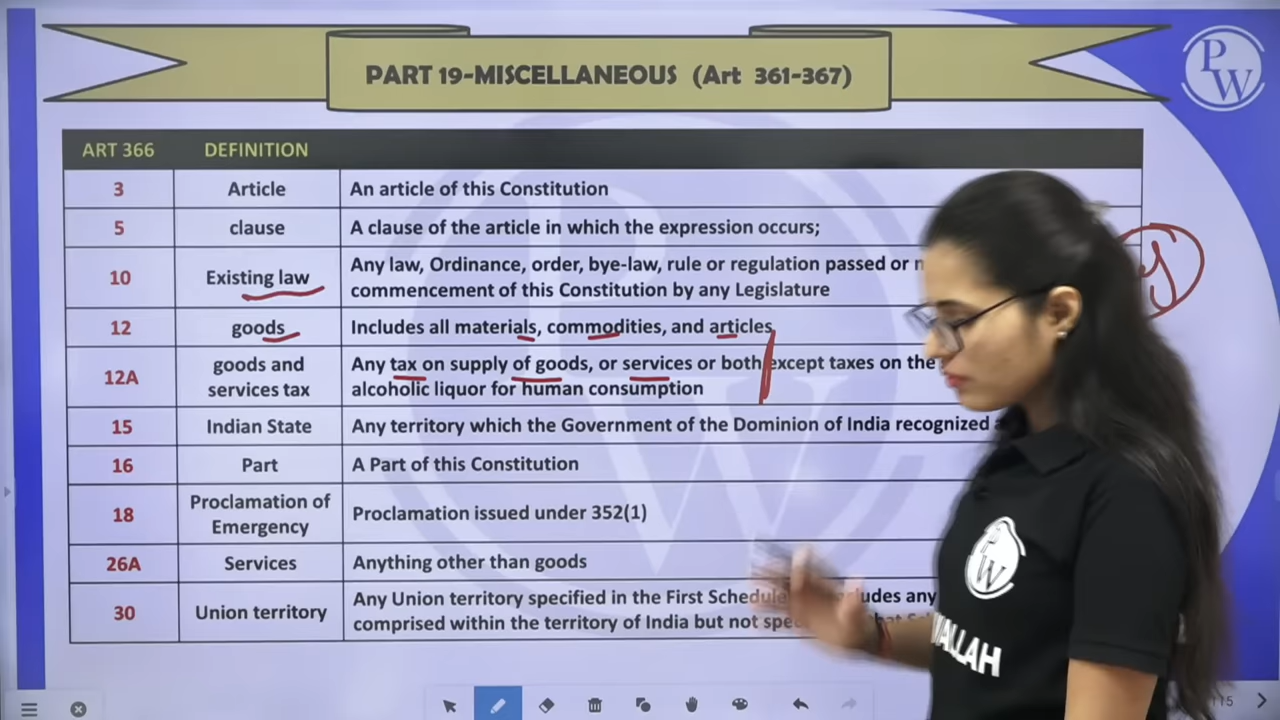 PART 19-MISCELLANEOUS (Art 361-367)
PW
ART 366 DEFINITION
3 Article An article of this Constitution
5 clause A clause of the article in which the expression occurs;
10 Existing law Any law, Ordinance, order, bye-law, rule or regulation passed or
commencement of this Constitution by any Legislature
12 goods Includes all materials, commodities, and articles
12A goods and services tax Any tax on supply of goods, or services or both except taxes on the
alcoholic liquor for human consumption
15 Indian State Any territory which the Government of the Dominion of India recognized
16 Part A Part of this Constitution
18 Proclamation of Emergency Proclamation issued under 352(1)
26A Services Anything other than goods
30 Union territory Any Union territory specified in the First Schedule any
comprised within the territory of India but not
PW
WALLAH